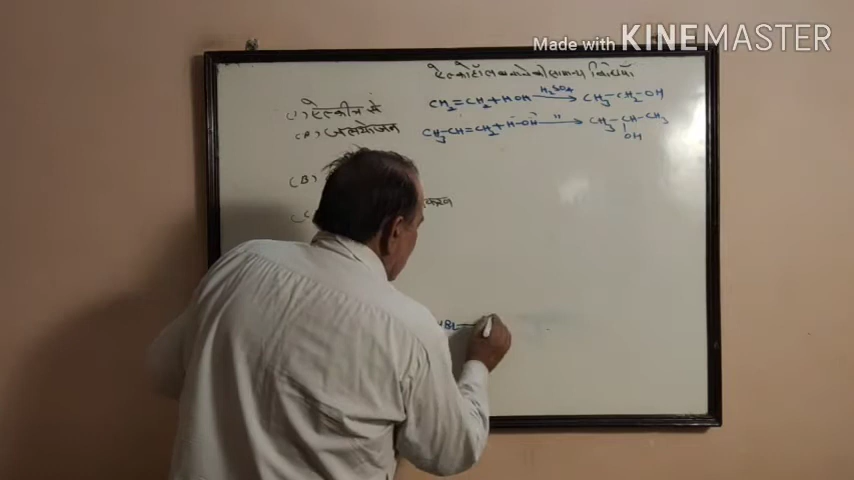 Made with KINEMASTER
एल्कोहॉल बनाने की सामान्य विधियाँ
(1) एल्कीन से
(A) जलयोजन
CH₂=CH₂+HOH H₂SO₄→ CH₃-CH₂-OH
CH₃-CH=CH₂+H-OH "→ CH₃-CH-CH₃
OH
(B)
(C करण